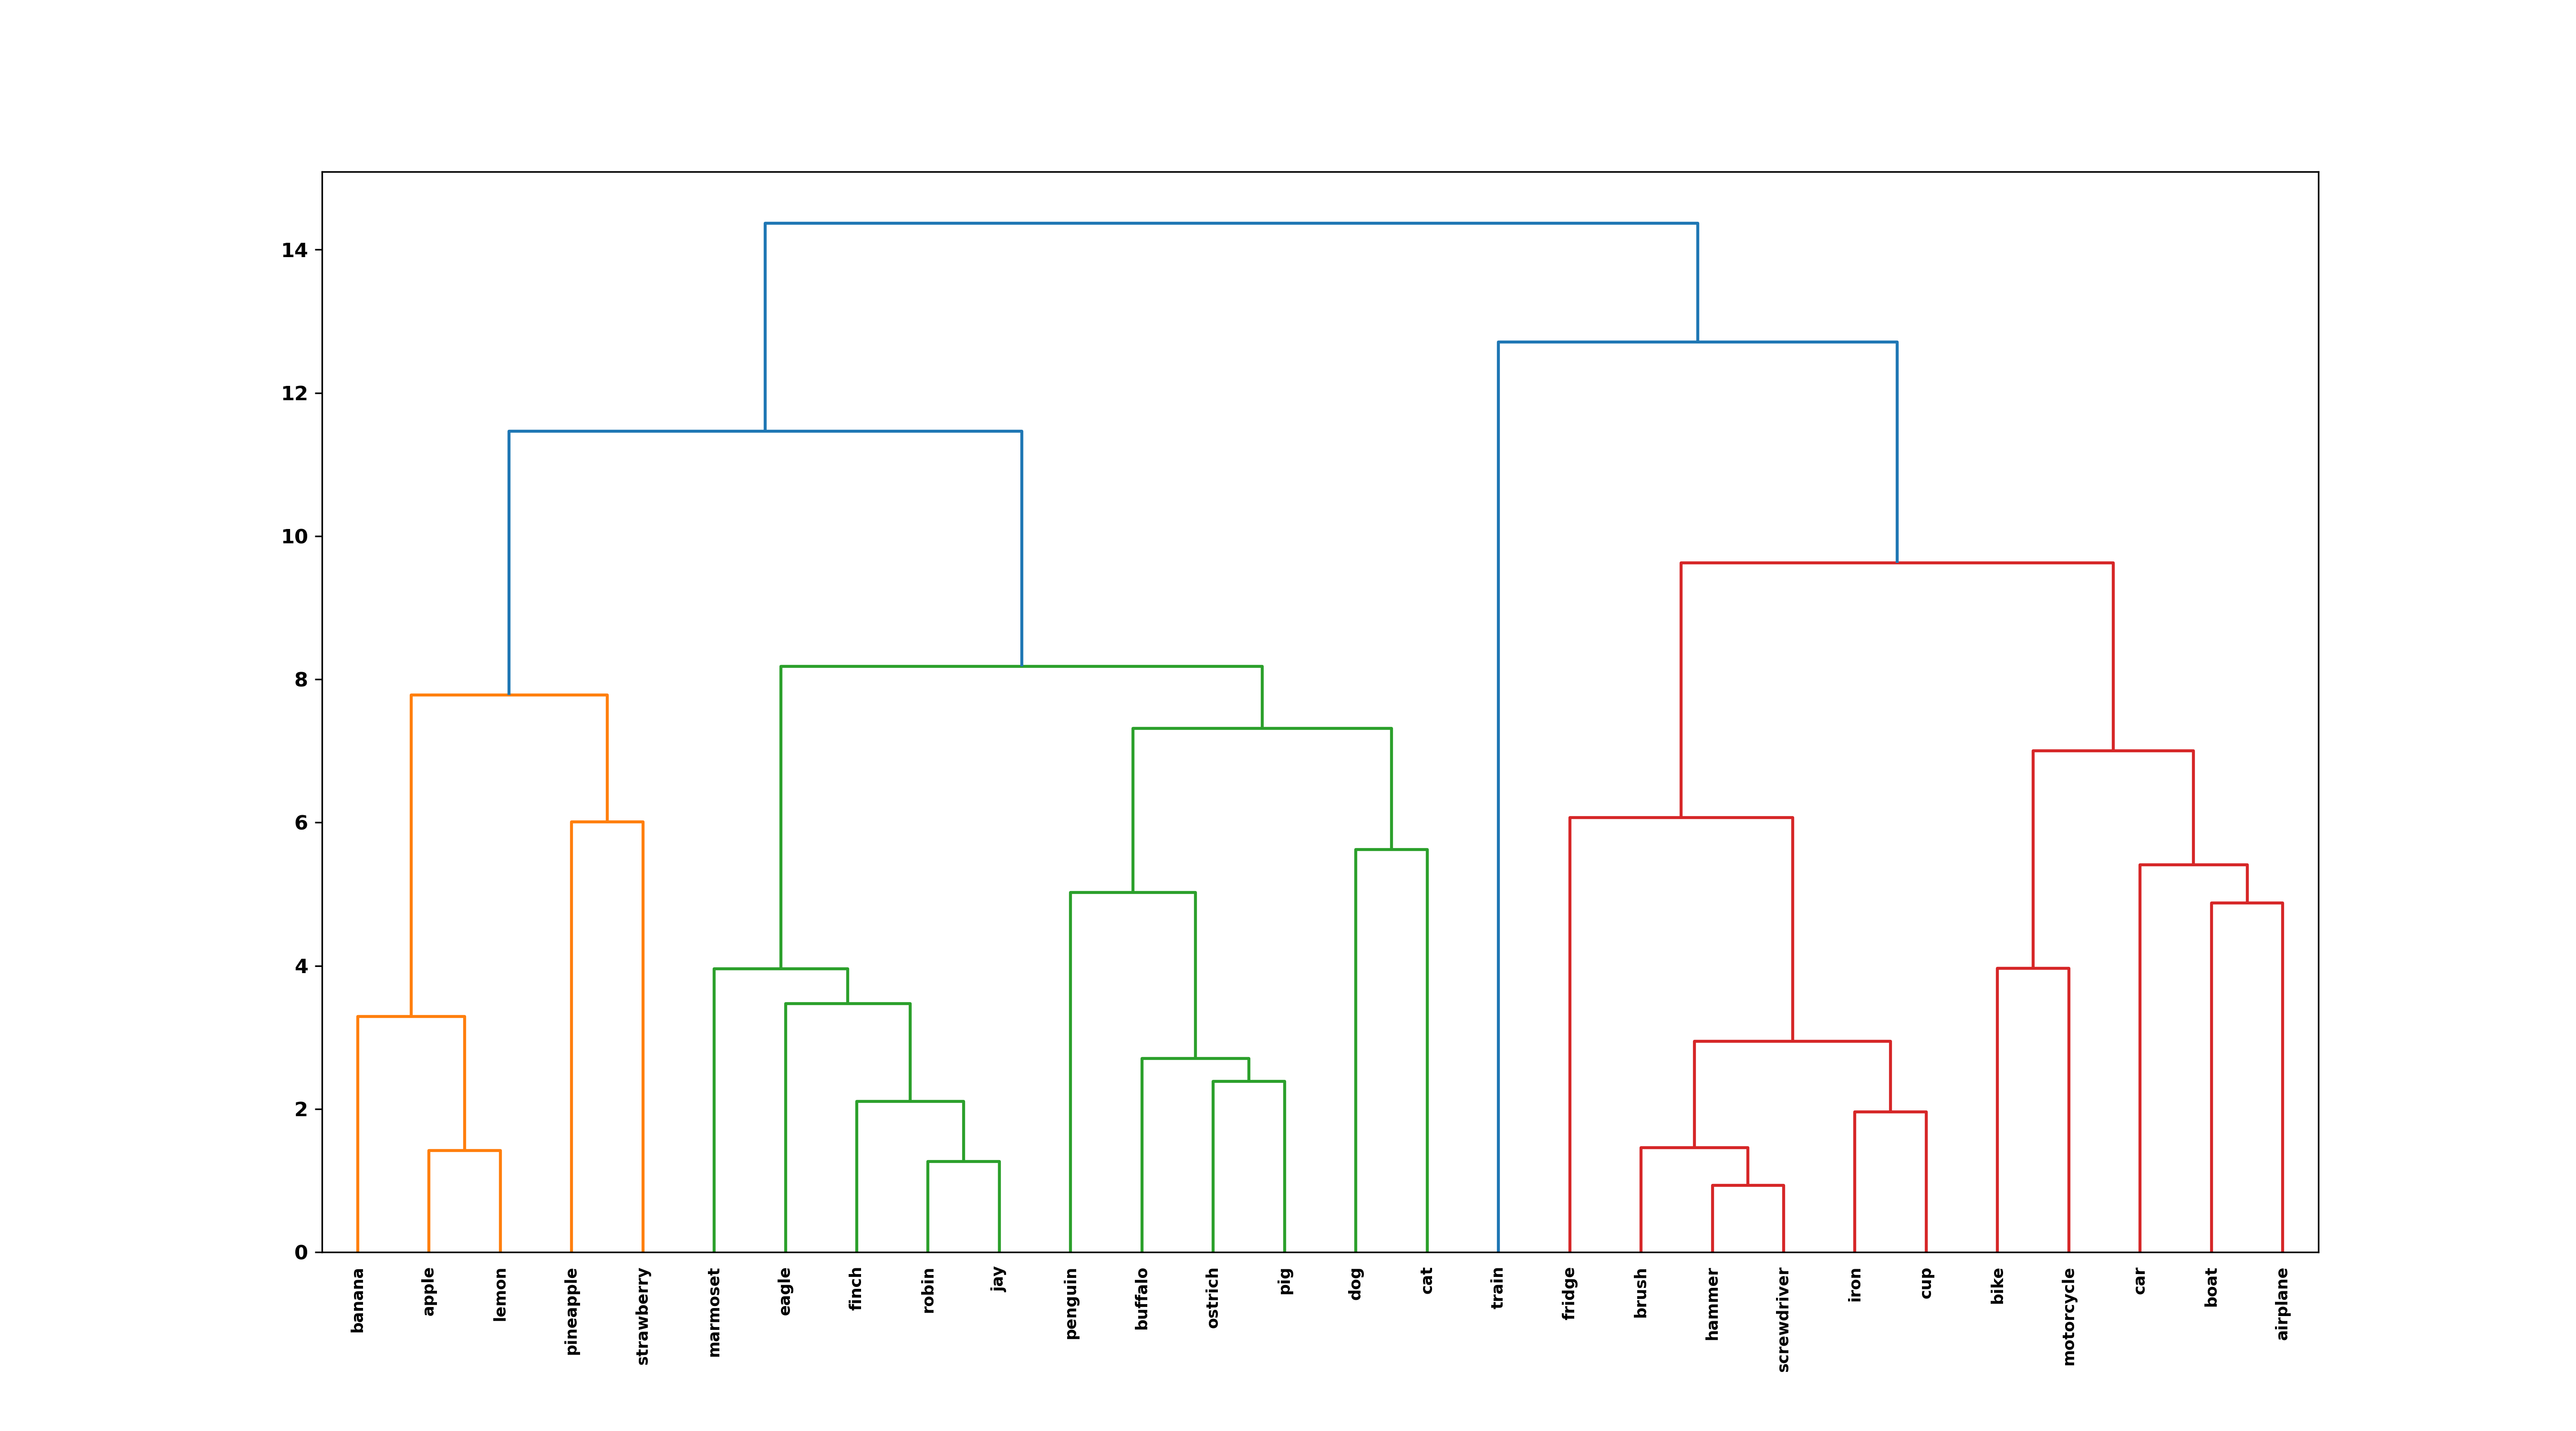 14
12
10
8
6
4
2
0
banana
apple
lemon
pineapple
strawberry
marmoset
eagle
finch
robin
jay
penguin
buffalo
ostrich
pig
dog
cat
train
fridge
brush
hammer
screwdriver
iron
cup
bike
motorcycle
car
boat
airplane